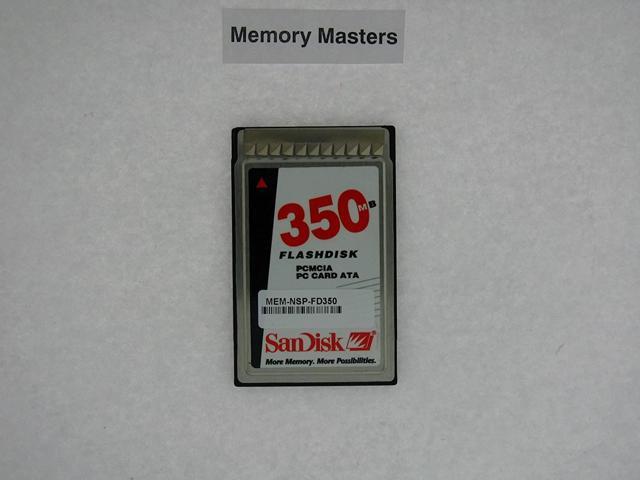 Memory Masters
350MB
FLASHDISK
PCMCIA
PC CARD ATA
MEM-NSP-FD350
SanDisk
More Memory. More Possibilities.